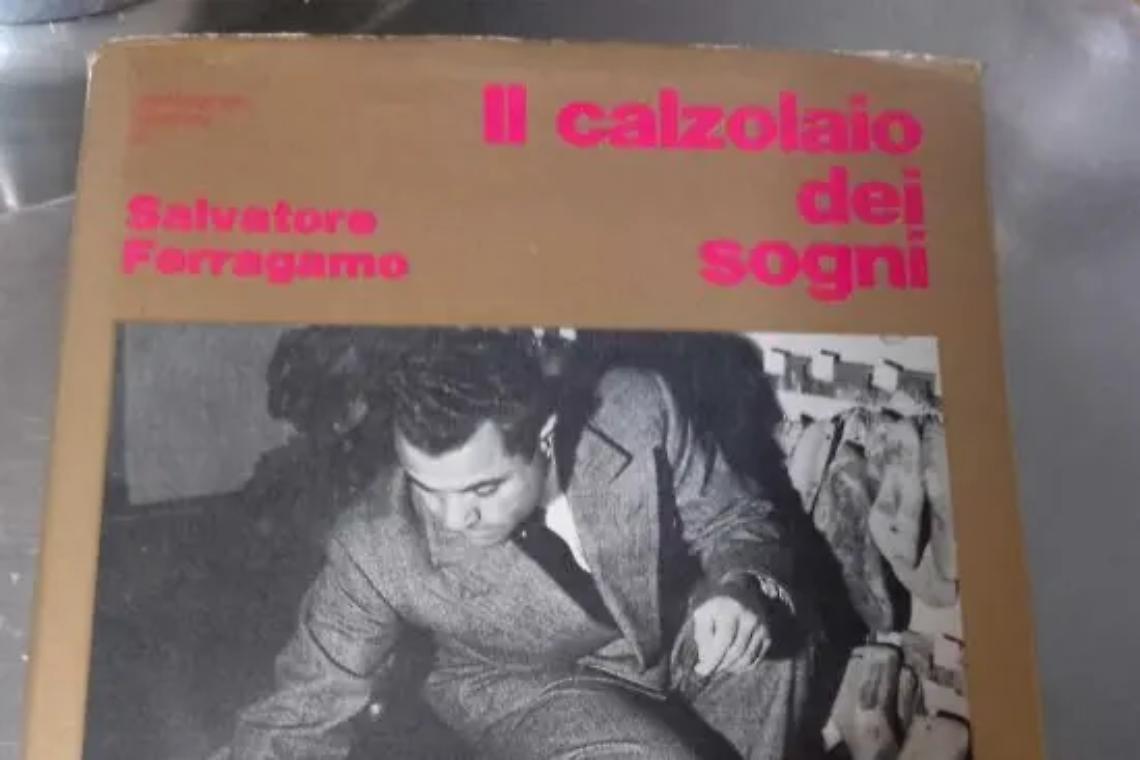 Il calzolaio
dei
sogni
Salvatore
Ferragamo